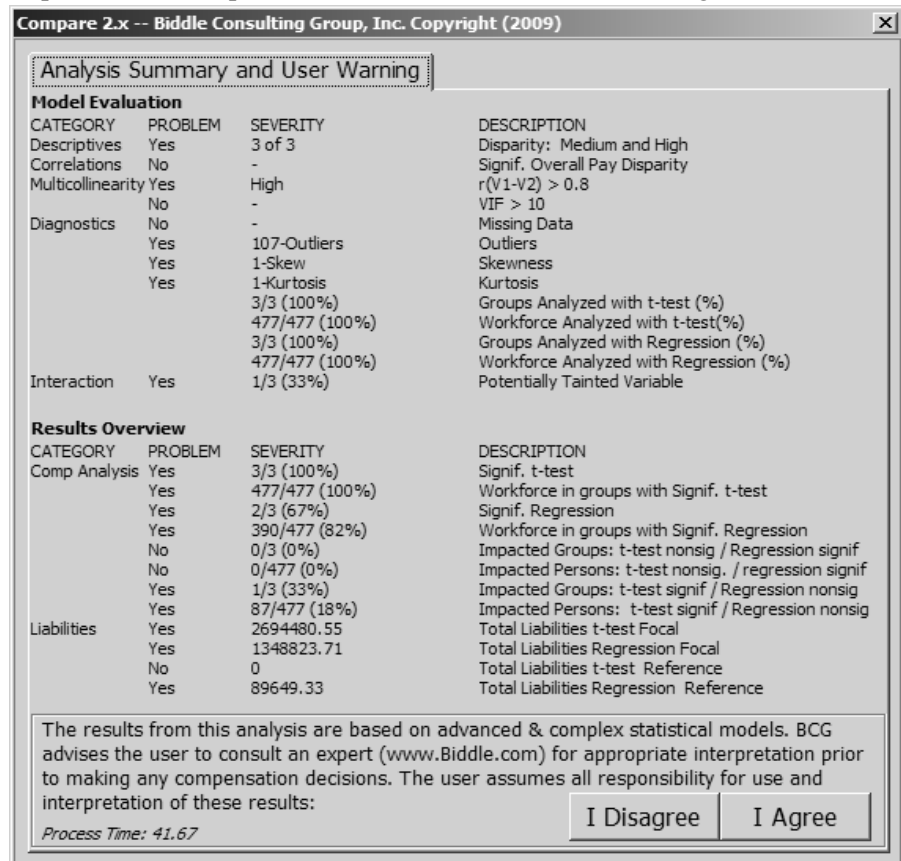 Compare 2.x -- Biddle Consulting Group, Inc. Copyright (2009)
Analysis Summary and User Warning
Model Evaluation
CATEGORY PROBLEM SEVERITY DESCRIPTION
Descriptives Yes 3 of 3 Disparity: Medium and High
Correlations No - Signif. Overall Pay Disparity
Multicollinearity Yes High r(V1-V2) > 0.8
No - VIF > 10
Diagnostics No - Missing Data
Yes 107-Outliers Outliers
Yes 1-Skew Skewness
Yes 1-Kurtosis Kurtosis
3/3 (100%) Groups Analyzed with t-test (%)
477/477 (100%) Workforce Analyzed with t-test(%)
3/3 (100%) Groups Analyzed with Regression (%)
477/477 (100%) Workforce Analyzed with Regression (%)
Interaction Yes 1/3 (33%) Potentially Tainted Variable
Results Overview
CATEGORY PROBLEM SEVERITY DESCRIPTION
Comp Analysis Yes 3/3 (100%) Signif. t-test
Yes 477/477 (100%) Workforce in groups with Signif. t-test
Yes 2/3 (67%) Signif. Regression
Yes 390/477 (82%) Workforce in groups with Signif. Regression
No 0/3 (0%) Impacted Groups: t-test nonsig / Regression signif
No 0/477 (0%) Impacted Persons: t-test nonsig. / regression signif
Yes 1/3 (33%) Impacted Groups: t-test signif / Regression nonsig
Yes 87/477 (18%) Impacted Persons: t-test signif / Regression nonsig
Liabilities Yes 2694480.55 Total Liabilities t-test Focal
Yes 1348823.71 Total Liabilities Regression Focal
No 0 Total Liabilities t-test Reference
Yes 89649.33 Total Liabilities Regression Reference
The results from this analysis are based on advanced & complex statistical models. BCG
advises the user to consult an expert (www.Biddle.com) for appropriate interpretation prior
to making any compensation decisions. The user assumes all responsibility for use and
interpretation of these results:
I Disagree I Agree
Process Time: 41.67